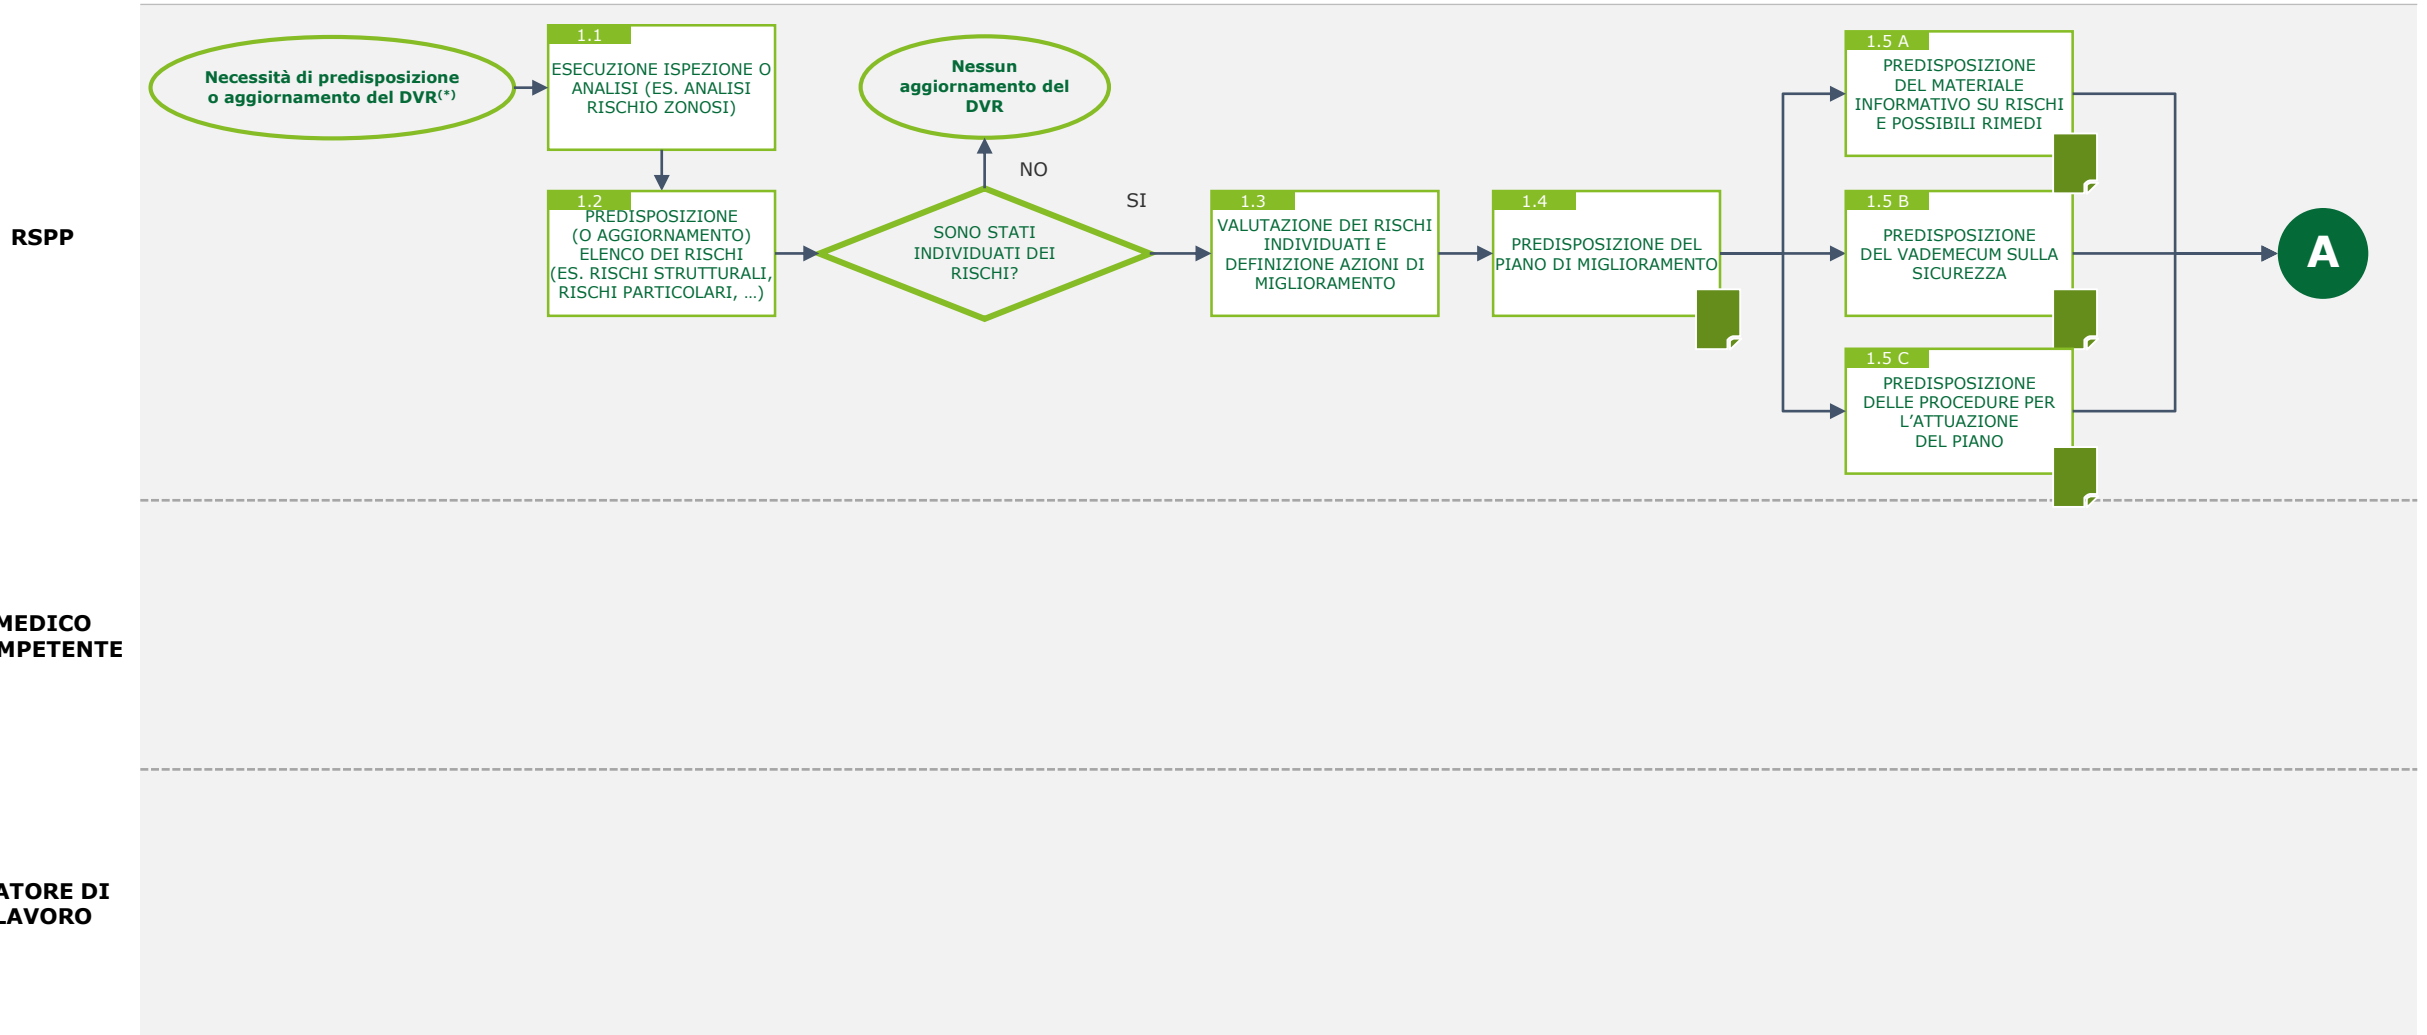 RSPP
Necessità di predisposizione
o aggiornamento del DVR(*)
1.1
ESECUZIONE ISPEZIONE O
ANALISI (ES. ANALISI
RISCHIO ZONOSI)
1.2
PREDISPOSIZIONE
(O AGGIORNAMENTO)
ELENCO DEI RISCHI
(ES. RISCHI STRUTTURALI,
RISCHI PARTICOLARI, ...)
Nessun
aggiornamento del
DVR
NO
SONO STATI
INDIVIDUATI DEI
RISCHI?
SI
1.3
VALUTAZIONE DEI RISCHI
INDIVIDUATI E
DEFINIZIONE AZIONI DI
MIGLIORAMENTO
1.4
PREDISPOSIZIONE DEL
PIANO DI MIGLIORAMENTO
1.5 A
PREDISPOSIZIONE
DEL MATERIALE
INFORMATIVO SU RISCHI
E POSSIBILI RIMEDI
1.5 B
PREDISPOSIZIONE
DEL VADEMECUM SULLA
SICUREZZA
1.5 C
PREDISPOSIZIONE
DELLE PROCEDURE PER
L'ATTUAZIONE
DEL PIANO
A
MEDICO
MPETENTE
ATORE DI
LAVORO